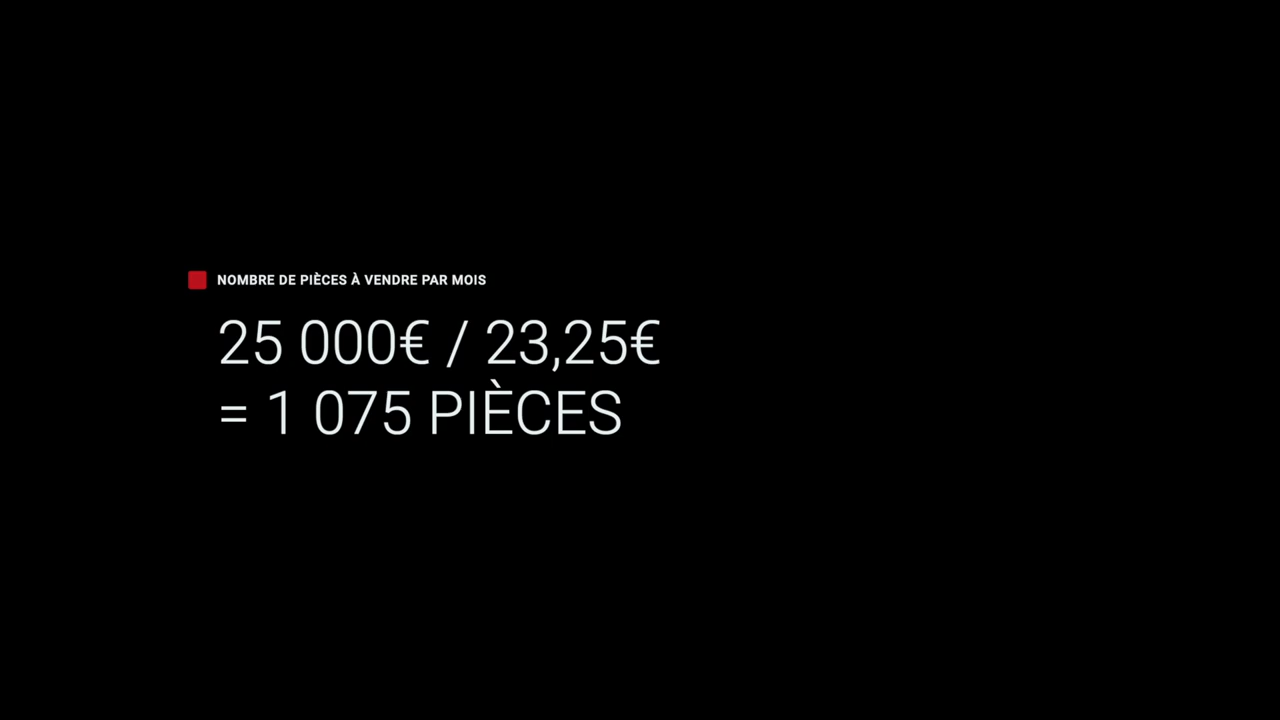 NOMBRE DE PIÈCES À VENDRE PAR MOIS
25 000€ / 23,25€
= 1 075 PIÈCES